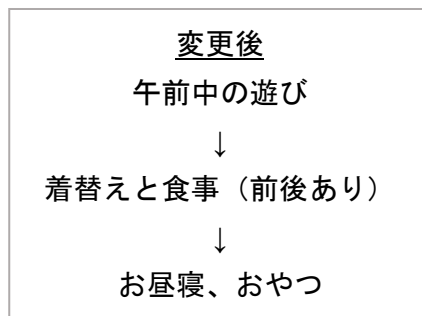 変更後
午前中の遊び
↓
着替えと食事（前後あり）
↓
お昼寝、おやつ